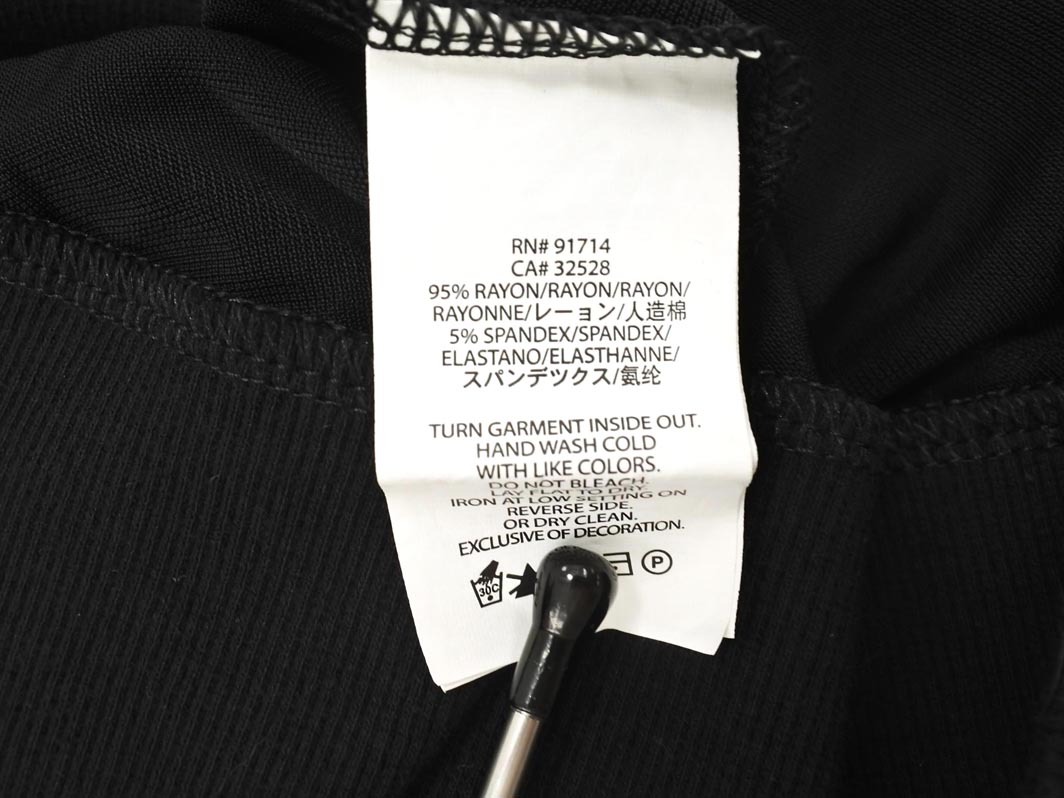 RN# 91714
CA# 32528
95% RAYON/RAYON/RAYON/
RAYONNE/レーョン/人造棉
5% SPANDEX/SPANDEX/
ELASTANO/ELASTHANNE/
スパンデツクス/氨纶
TURN GARMENT INSIDE OUT.
HAND WASH COLD
WITH LIKE COLORS.
DO NOT BLEACH.
LAY FLAT TO DRY.
IRON AT LOW SETTING ON
REVERSE SIDE.
OR DRY CLEAN.
EXCLUSIVE OF DECORATION.
30C P